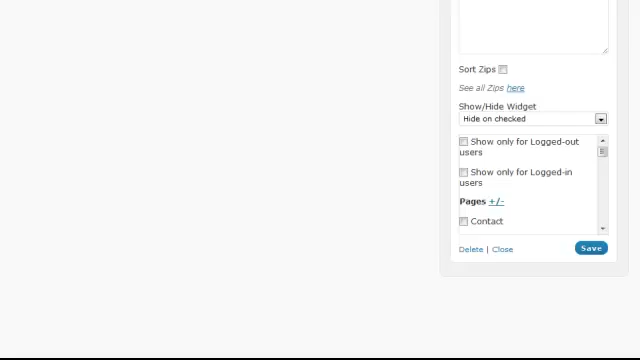 Sort Zips
See all Zips here
Show/Hide Widget
Hide on checked
Show only for Logged-out
users
Show only for Logged-in
users
Pages +/-
Contact
Delete | Close
Save